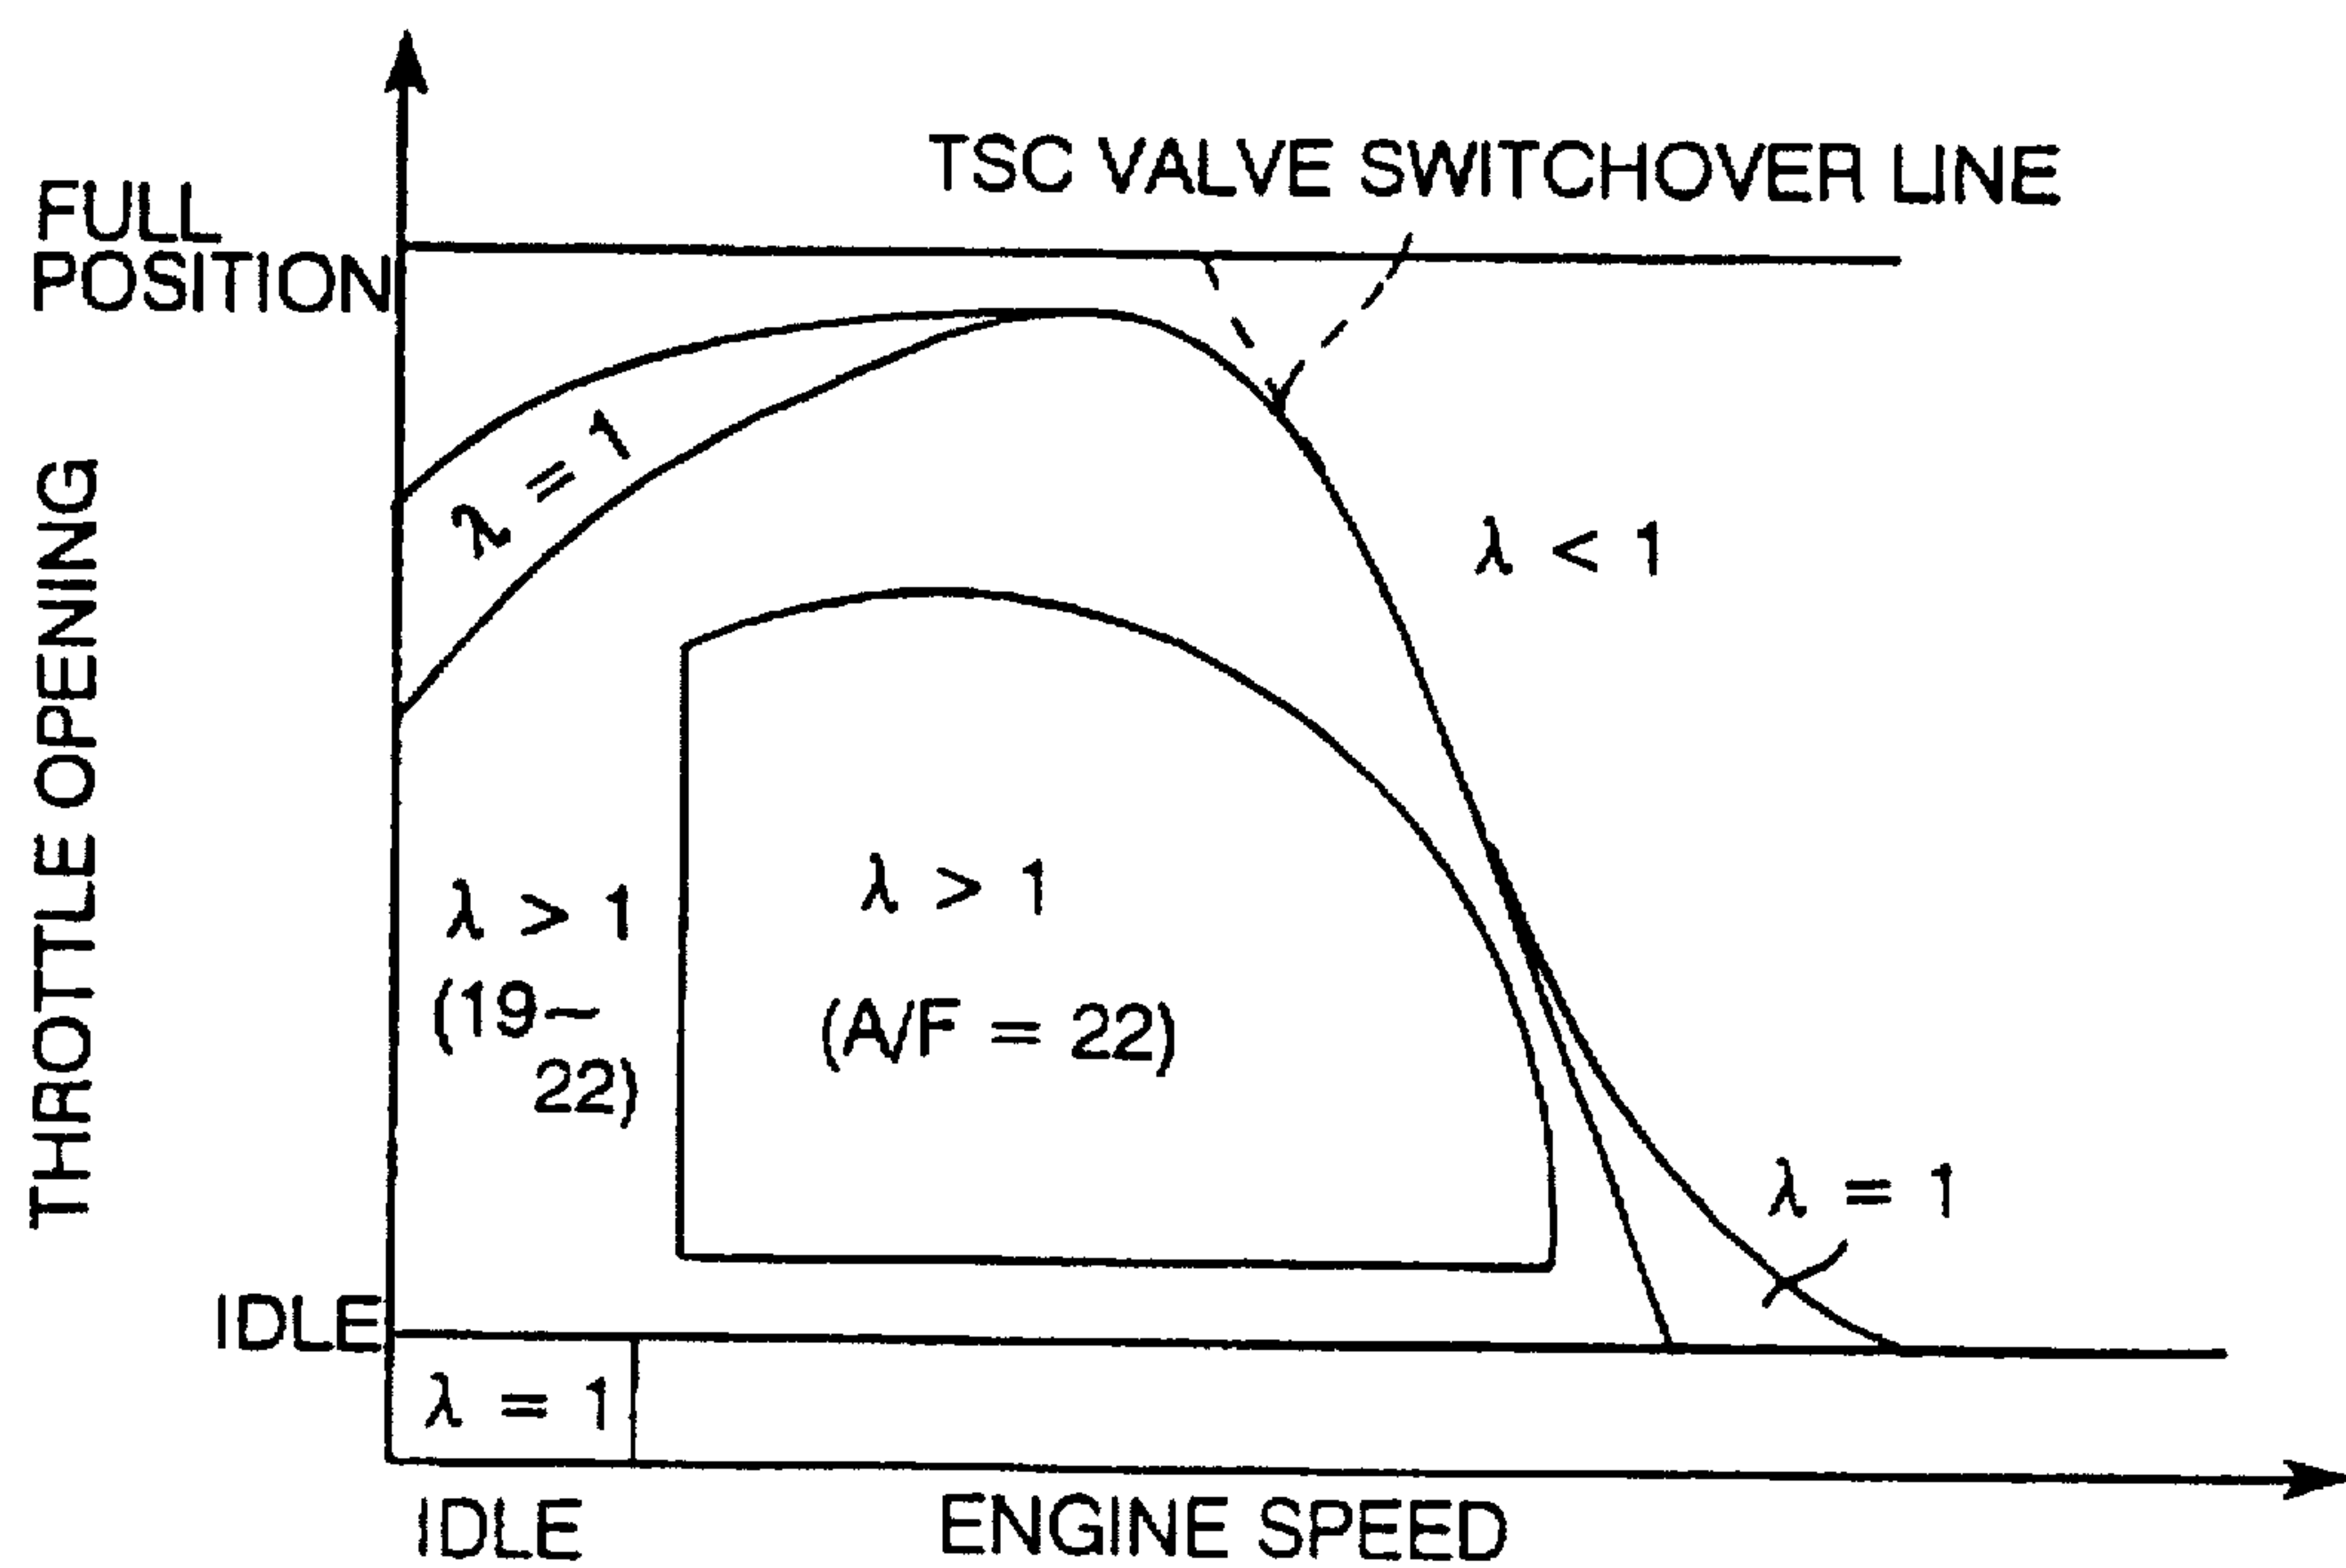 TSC VALVE SWITCHOVER LINE
FULL
POSITION
λ = 1
λ < 1
THROTTLE OPENING
λ > 1
(19~
22)
λ > 1
(A/F = 22)
λ = 1
IDLE
λ = 1
IDLE
ENGINE SPEED